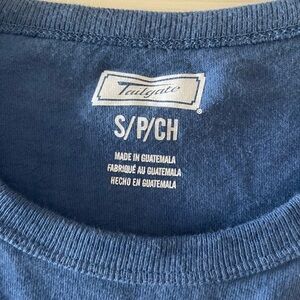 Tailgate
®
S/P/CH
MADE IN GUATEMALA
FABRIQUÉ AU GUATEMALA
HECHO EN GUATEMALA